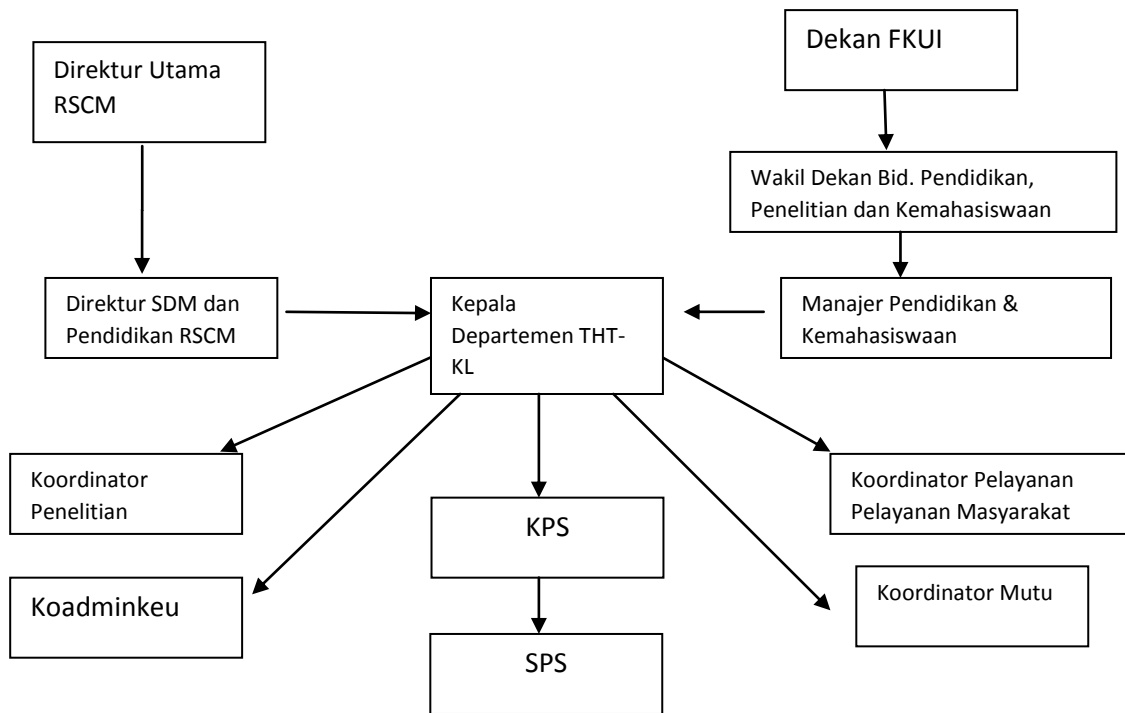 Direktur Utama
RSCM
Dekan FKUI
Wakil Dekan Bid. Pendidikan,
Penelitian dan Kemahasiswaan
Direktur SDM dan
Pendidikan RSCM
Kepala
Departemen THT-
KL
Manajer Pendidikan &
Kemahasiswaan
Koordinator
Penelitian
Koordinator Pelayanan
Pelayanan Masyarakat
KPS
Koadminkeu
Koordinator Mutu
SPS